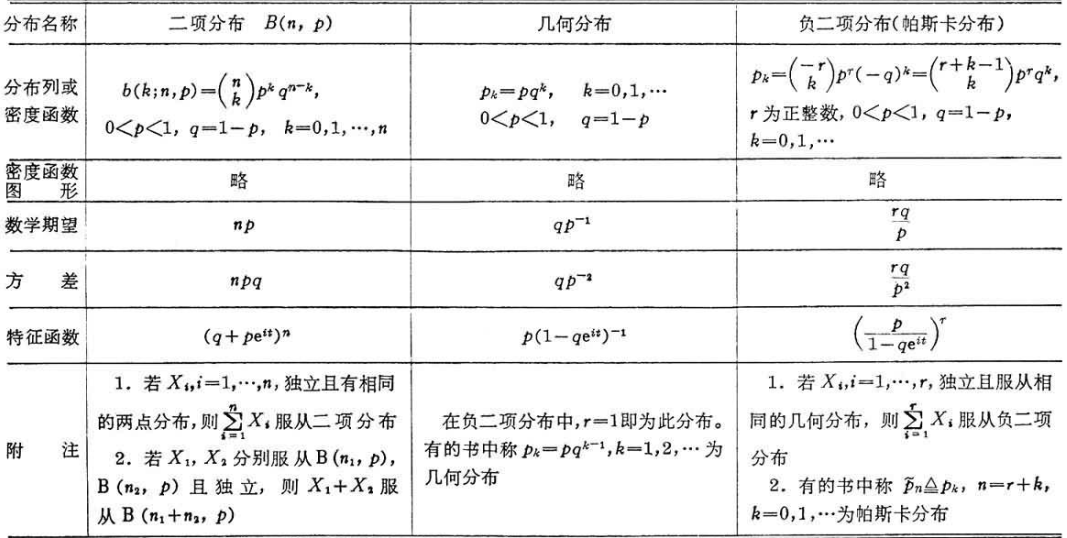 分布名称 二项分布 B(n, p) 几何分布 负二项分布(帕斯卡分布)
分布列或密度函数
b(k;n,p)=\binom{n}{k}p^k q^{n-k},
0<p<1, q=1-p, k=0,1,⋯,n
p_k=pq^k, k=0,1,⋯
0<p<1, q=1-p
p_k=\binom{-r}{k}p^r(-q)^k=\binom{r+k-1}{k}p^r q^k,
r 为正整数, 0<p<1, q=1-p,
k=0,1,⋯
密度函数
图 形
略 略 略
数学期望 np qp^{-1} \frac{rq}{p}
方 差 npq qp^{-2} \frac{rq}{p^2}
特征函数 (q+pe^{it})^n p(1-qe^{it})^{-1} \left(\frac{p}{1-qe^{it}}\right)^r
附 注
1. 若 X_i,i=1,⋯,n, 独立且有相同
的两点分布, 则\sum_{i=1}^{n}X_i 服从二项分布
2. 若 X_1, X_2 分别服从 B(n_1, p),
B(n_2, p) 且独立, 则 X_1+X_2 服
从 B(n_1+n_2, p)
在负二项分布中, r=1即为此分布。
有的书中称 p_k=pq^{k-1},k=1,2,⋯ 为
几何分布
1. 若 X_i,i=1,⋯,r, 独立且服从相
同的几何分布, 则 \sum_{i=1}^{r}X_i 服从负二项
分布
2. 有的书中称 \tilde{p}_n≜p_k, n=r+k,
k=0,1,⋯为帕斯卡分布